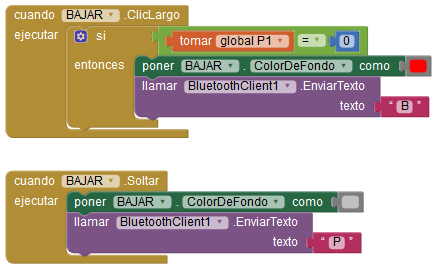 cuando BAJAR .ClicLargo
ejecutar si tomar global P1 = 0
entonces poner BAJAR . ColorDeFondo como
llamar BluetoothClient1 .EnviarTexto
texto " B "
cuando BAJAR .Soltar
ejecutar poner BAJAR . ColorDeFondo como
llamar BluetoothClient1 .EnviarTexto
texto " P "